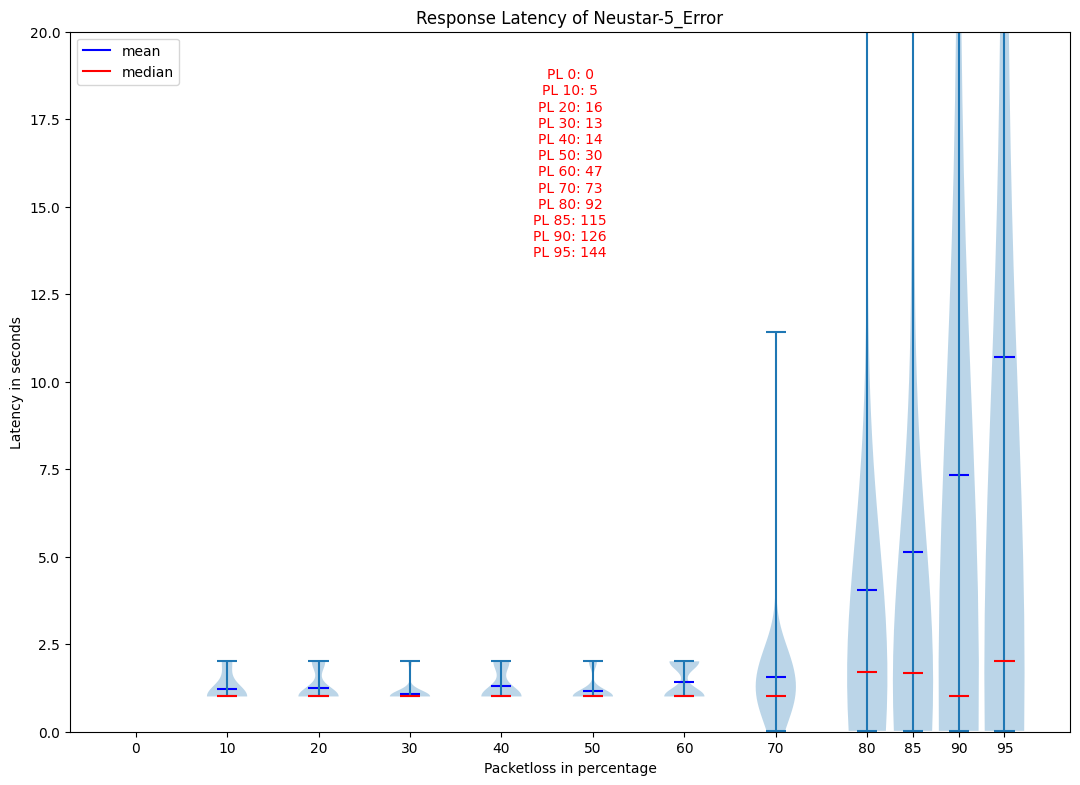 Response Latency of Neustar-5_Error
mean
median
PL 0: 0
PL 10: 5
PL 20: 16
PL 30: 13
PL 40: 14
PL 50: 30
PL 60: 47
PL 70: 73
PL 80: 92
PL 85: 115
PL 90: 126
PL 95: 144
Latency in seconds
20.0
17.5
15.0
12.5
10.0
7.5
5.0
2.5
0.0
0 10 20 30 40 50 60 70 80 85 90 95
Packetloss in percentage